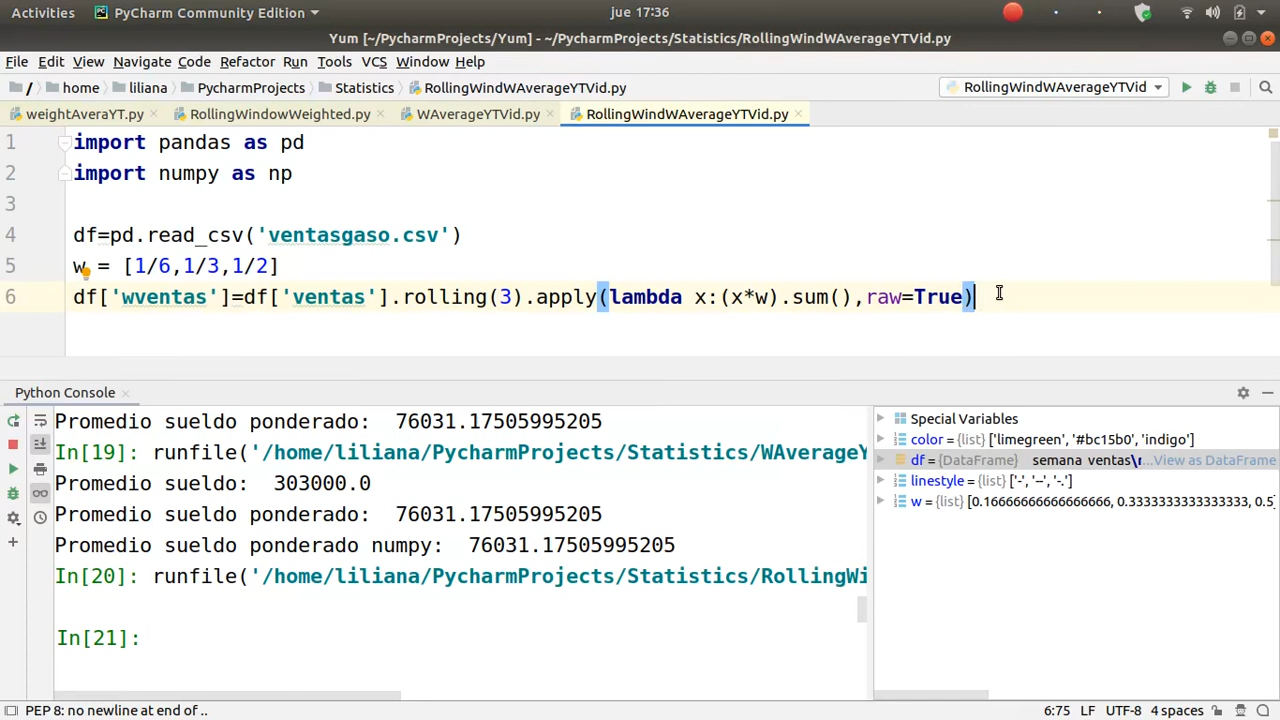 Activities PyCharm Community Edition jue 17:36
Yum [~/PycharmProjects/Yum] - ~/PycharmProjects/Statistics/RollingWindWAverageYTVid.py
File Edit View Navigate Code Refactor Run Tools VCS Window Help
/ home liliana PycharmProjects Statistics RollingWindWAverageYTVid.py RollingWindWAverageYTVid
weightAveraYT.py RollingWindowWeighted.py WAverageYTVid.py RollingWindWAverageYTVid.py
1 import pandas as pd
2 import numpy as np
3
4 df=pd.read_csv('ventasgaso.csv')
5 w = [1/6,1/3,1/2]
6 df['wventas']=df['ventas'].rolling(3).apply(lambda x:(x*w).sum(),raw=True)
Python Console
Promedio sueldo ponderado:  76031.17505995205
In[19]: runfile('/home/liliana/PycharmProjects/Statistics/WAverageY
Promedio sueldo:  303000.0
Promedio sueldo ponderado:  76031.17505995205
Promedio sueldo ponderado numpy:  76031.17505995205
In[20]: runfile('/home/liliana/PycharmProjects/Statistics/RollingWi
In[21]:
Special Variables
color = {list} ['limegreen', '#bc15b0', 'indigo']
df = {DataFrame} semana ventas\r...View as DataFrame
linestyle = {list} ['-', '--', '-.']
w = {list} [0.16666666666666666, 0.3333333333333333, 0.5]
PEP 8: no newline at end of .. 6:75 LF UTF-8 4 spaces